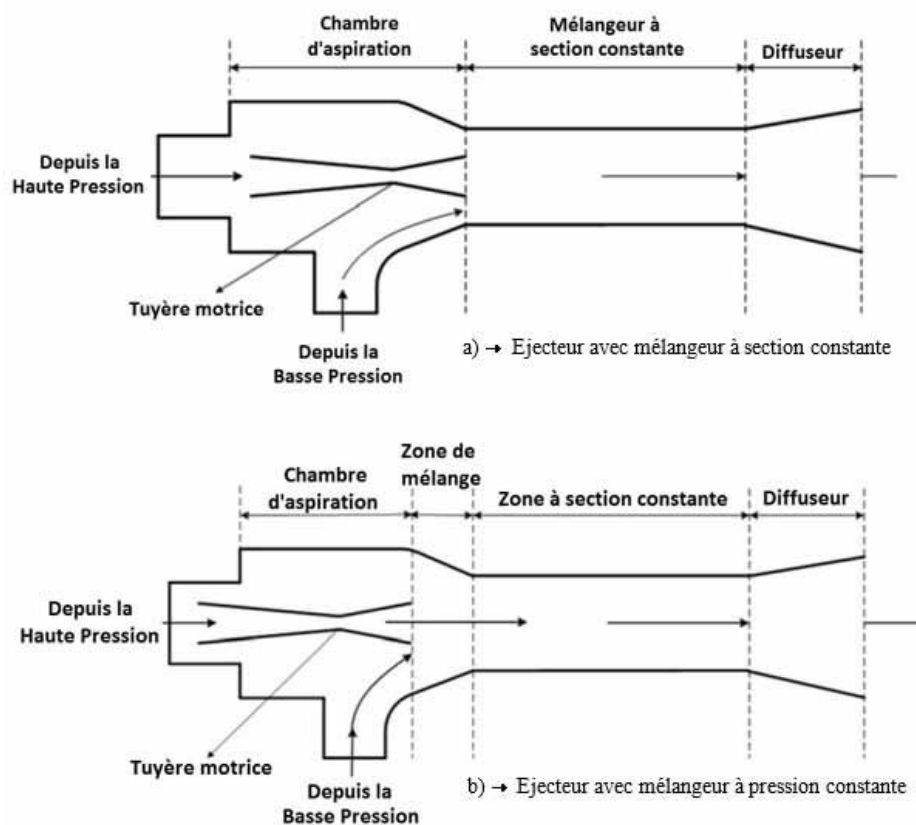 Chambre
d'aspiration
Mélangeur à
section constante
Diffuseur
Depuis la
Haute Pression
Tuyère motrice
Depuis la
Basse Pression
a) → Ejecteur avec mélangeur à section constante
Zone de
mélange
Chambre
d'aspiration
Zone à section constante
Diffuseur
Depuis la
Haute Pression
Tuyère motrice
Depuis la
Basse Pression
b) → Ejecteur avec mélangeur à pression constante